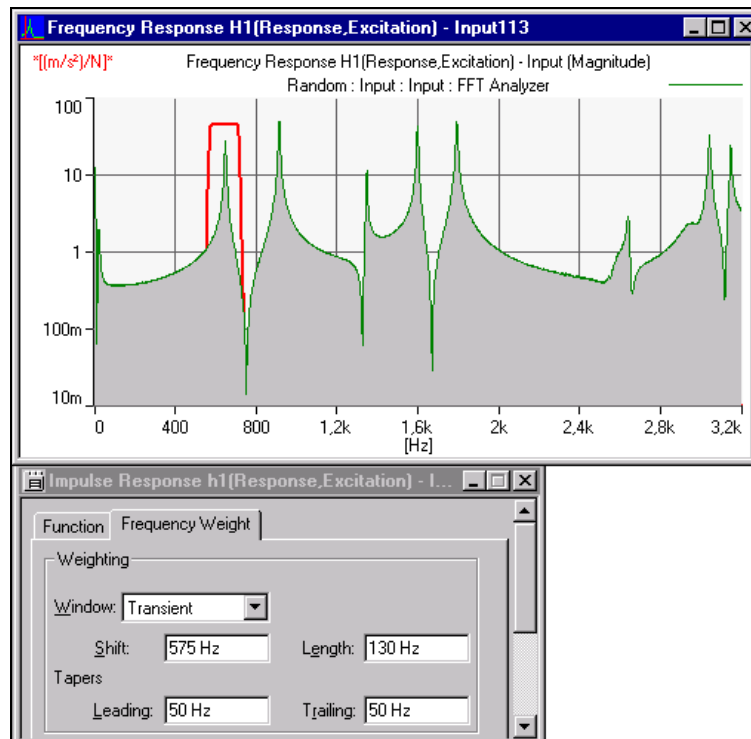 Frequency Response H1(Response,Excitation) - Input113
*[(m/s²)/N]*
Frequency Response H1(Response,Excitation) - Input (Magnitude)
Random : Input : Input : FFT Analyzer
100
10
1
100m
10m
0 400 800 1,2k 1,6k 2k 2,4k 2,8k 3,2k
[Hz]
Impulse Response h1(Response,Excitation) - I...
Function Frequency Weight
Weighting
Window: Transient
Shift: 575 Hz Length: 130 Hz
Tapers
Leading: 50 Hz Trailing: 50 Hz